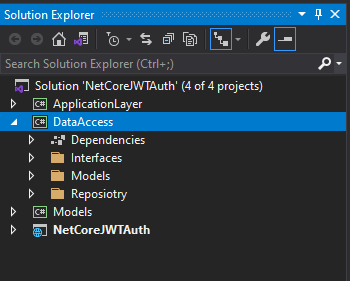 Solution Explorer
Search Solution Explorer (Ctrl+;)
Solution 'NetCoreJWTAuth' (4 of 4 projects)
C# ApplicationLayer
C# DataAccess
Dependencies
Interfaces
Models
Reposiotry
C# Models
NetCoreJWTAuth